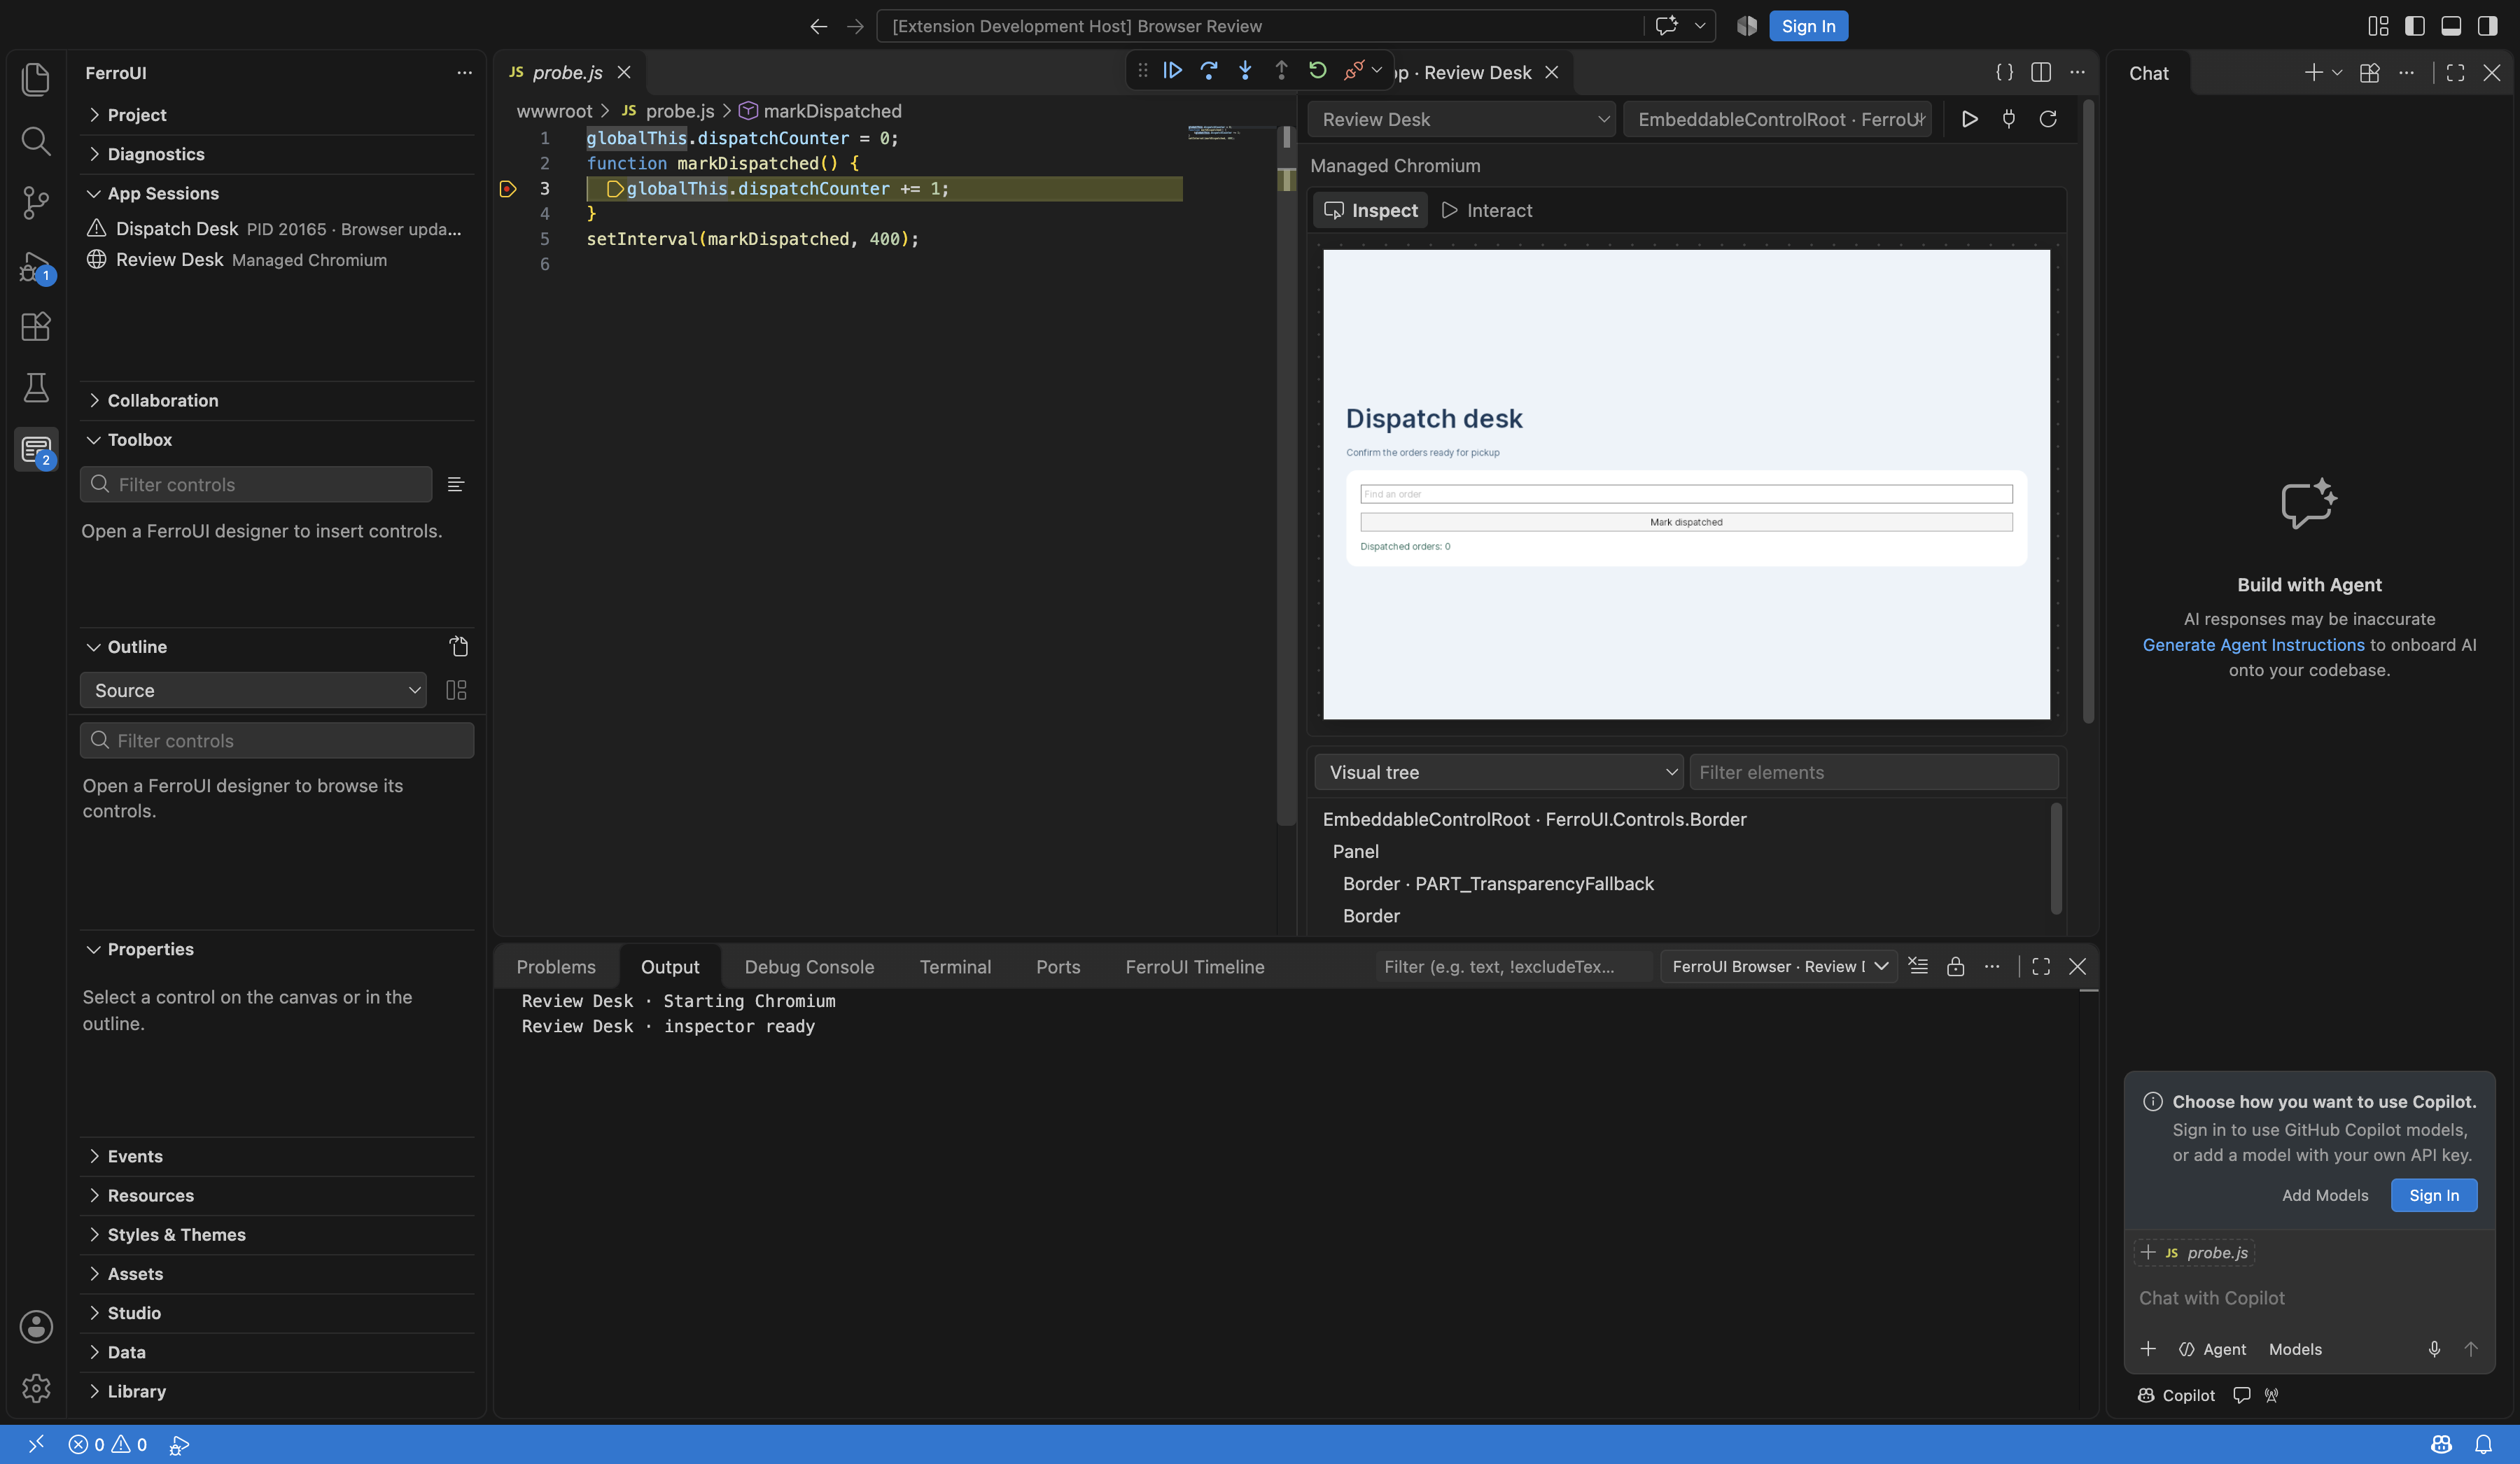 [Extension Development Host] Browser Review
Sign In
FerroUI
Project
Diagnostics
App Sessions
Dispatch Desk PID 20165 · Browser upda...
Review Desk Managed Chromium
1
2
Collaboration
Toolbox
Filter controls
Open a FerroUI designer to insert controls.
Outline
Source
Filter controls
Open a FerroUI designer to browse its
controls.
Properties
Select a control on the canvas or in the
outline.
Events
Resources
Styles & Themes
Assets
Studio
Data
Library
JS probe.js
wwwroot > JS probe.js > markDispatched
1 globalThis.dispatchCounter = 0;
2 function markDispatched() {
3 globalThis.dispatchCounter += 1;
4 }
5 setInterval(markDispatched, 400);
6
pp · Review Desk
Review Desk
EmbeddableControlRoot · FerroUI
Managed Chromium
Inspect
Interact
Dispatch desk
Confirm the orders ready for pickup
Find an order
Mark dispatched
Dispatched orders: 0
Visual tree
Filter elements
EmbeddableControlRoot · FerroUI.Controls.Border
Panel
Border · PART_TransparencyFallback
Border
Problems
Output
Debug Console
Terminal
Ports
FerroUI Timeline
Filter (e.g. text, !excludeTex...
FerroUI Browser · Review D
Review Desk · Starting Chromium
Review Desk · inspector ready
Chat
Build with Agent
AI responses may be inaccurate
Generate Agent Instructions to onboard AI
onto your codebase.
Choose how you want to use Copilot.
Sign in to use GitHub Copilot models,
or add a model with your own API key.
Add Models
Sign In
JS probe.js
Chat with Copilot
Agent
Models
Copilot
0
0